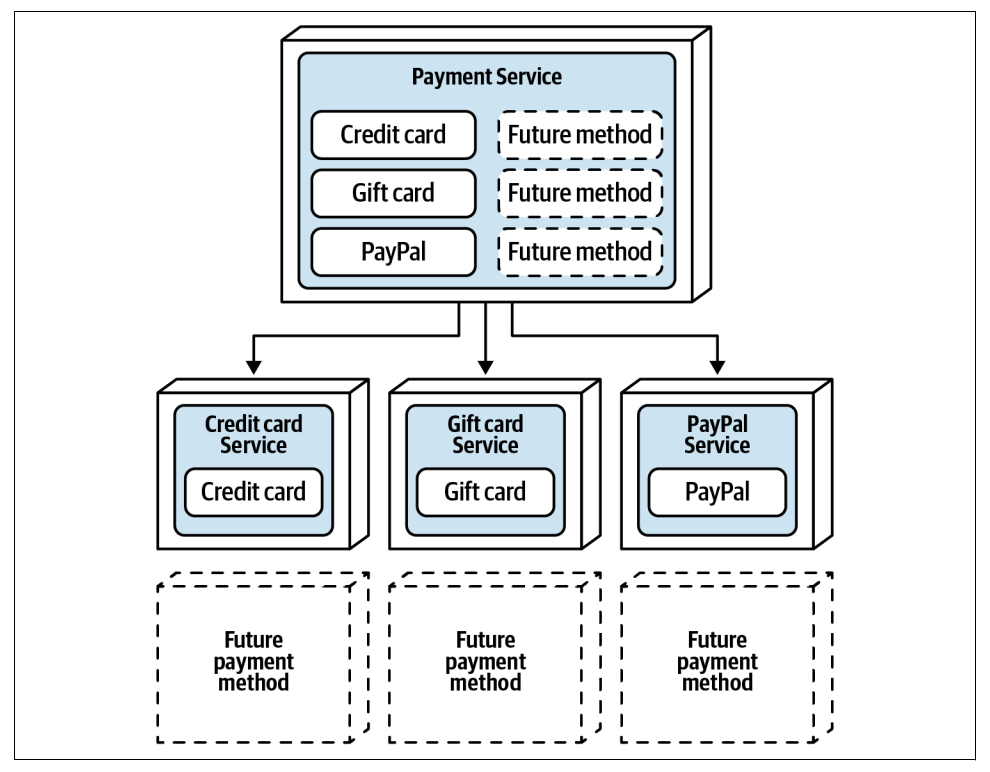 Payment Service
Credit card
Future method
Gift card
Future method
PayPal
Future method
Credit card
Service
Credit card
Gift card
Service
Gift card
PayPal
Service
PayPal
Future
payment
method
Future
payment
method
Future
payment
method